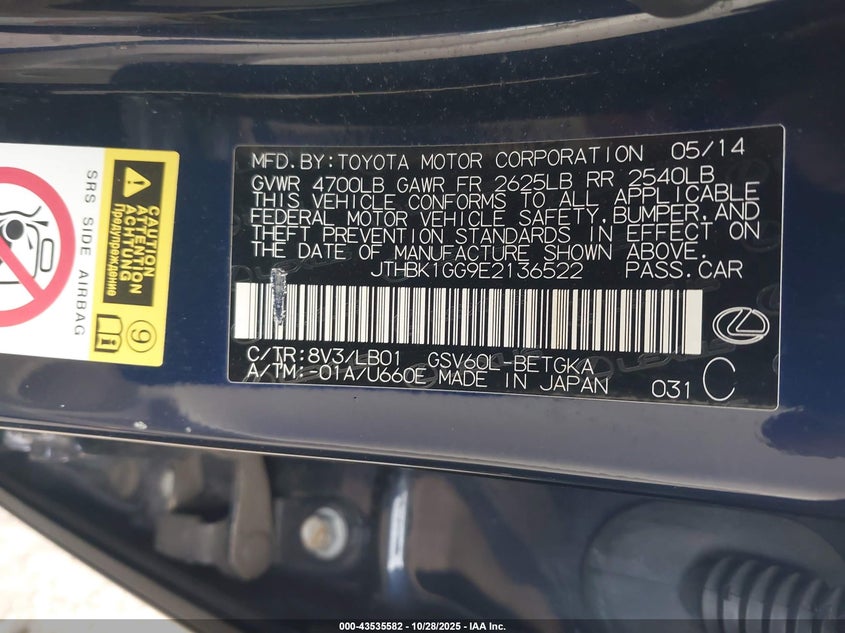 MFD.BY:TOYOTA MOTOR CORPORATION 05/14
GVWR 4700LB GAWR FR 2625LB RR 2540LB
THIS VEHICLE CONFORMS TO ALL APPLICABLE
FEDERAL MOTOR VEHICLE SAFETY,BUMPER,AND
THEFT PREVENTION STANDARDS IN EFFECT ON
THE DATE OF MANUFACTURE SHOWN ABOVE.
JTHBK1GG9E2136522 PASS.CAR
C/TR:8V3/LB01 GSV60L-BETGKA
A/TM:-01A/U660E MADE IN JAPAN 031 C
SRS SIDE AIRBAG
CAUTION
ATTENTION
ACHTUNG
Предупреждению
9
000-43535582 | 10/28/2025 | IAA Inc.